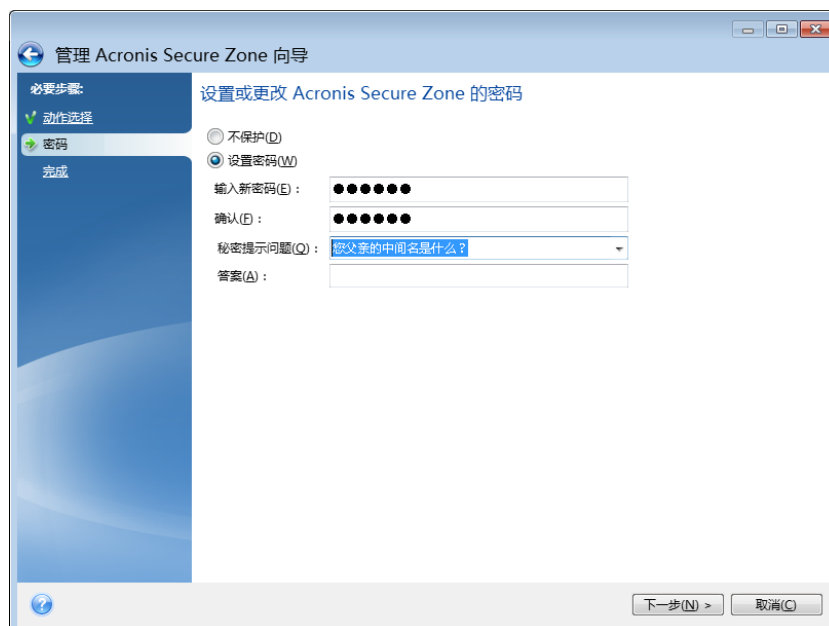 管理 Acronis Secure Zone 向导
必要步骤:
动作选择
密码
完成
设置或更改 Acronis Secure Zone 的密码
不保护(D)
设置密码(W)
输入新密码(E)：
●●●●●●
确认(F)：
●●●●●●
秘密提示问题(Q)：
您父亲的中间名是什么？
答案(A)：
下一步(N) >
取消(C)